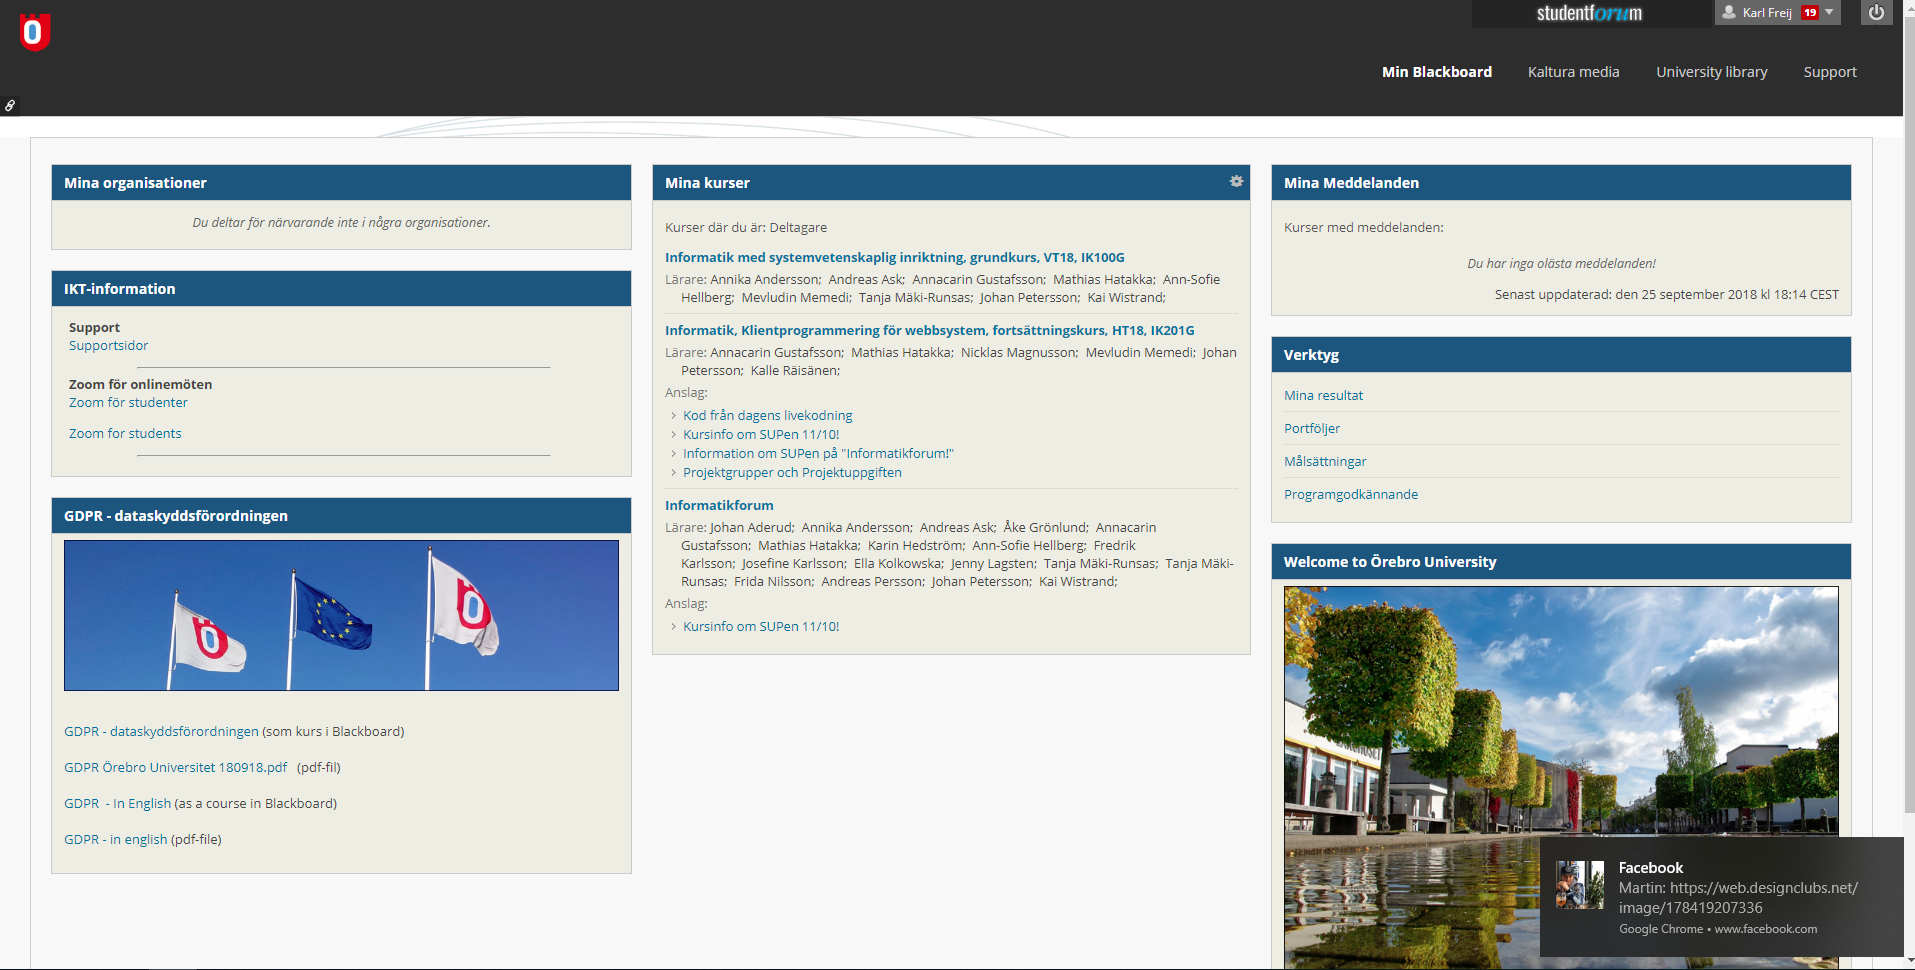 studentforum
Karl Freij 19
Min Blackboard Kaltura media University library Support
Mina organisationer
Du deltar för närvarande inte i några organisationer.
IKT-information
Support
Supportsidor
Zoom för onlinemöten
Zoom för studenter
Zoom for students
GDPR - dataskyddsförordningen
GDPR - dataskyddsförordningen (som kurs i Blackboard)
GDPR Örebro Universitet 180918.pdf (pdf-fil)
GDPR - In English (as a course in Blackboard)
GDPR - in english (pdf-file)
Mina kurser
Kurser där du är: Deltagare
Informatik med systemvetenskaplig inriktning, grundkurs, VT18, IK100G
Lärare: Annika Andersson; Andreas Ask; Annacarin Gustafsson; Mathias Hatakka; Ann-Sofie
Hellberg; Mevludin Memedi; Tanja Mäki-Runsas; Johan Petersson; Kai Wistrand;
Informatik, Klientprogrammering för webbsystem, fortsättningskurs, HT18, IK201G
Lärare: Annacarin Gustafsson; Mathias Hatakka; Nicklas Magnusson; Mevludin Memedi; Johan
Petersson; Kalle Räisänen;
Anslag:
Kod från dagens livekodning
Kursinfo om SUPen 11/10!
Information om SUPen på "Informatikforum!"
Projektgrupper och Projektuppgiften
Informatikforum
Lärare: Johan Aderud; Annika Andersson; Andreas Ask; Åke Grönlund; Annacarin
Gustafsson; Mathias Hatakka; Karin Hedström; Ann-Sofie Hellberg; Fredrik
Karlsson; Josefine Karlsson; Ella Kolkowska; Jenny Lagsten; Tanja Mäki-Runsas; Tanja Mäki-
Runsas; Frida Nilsson; Andreas Persson; Johan Petersson; Kai Wistrand;
Anslag:
Kursinfo om SUPen 11/10!
Mina Meddelanden
Kurser med meddelanden:
Du har inga olästa meddelanden!
Senast uppdaterad: den 25 september 2018 kl 18:14 CEST
Verktyg
Mina resultat
Portföljer
Målsättningar
Programgodkännande
Welcome to Örebro University
Facebook
Martin: https://web.designclubs.net/
image/178419207336
Google Chrome • www.facebook.com